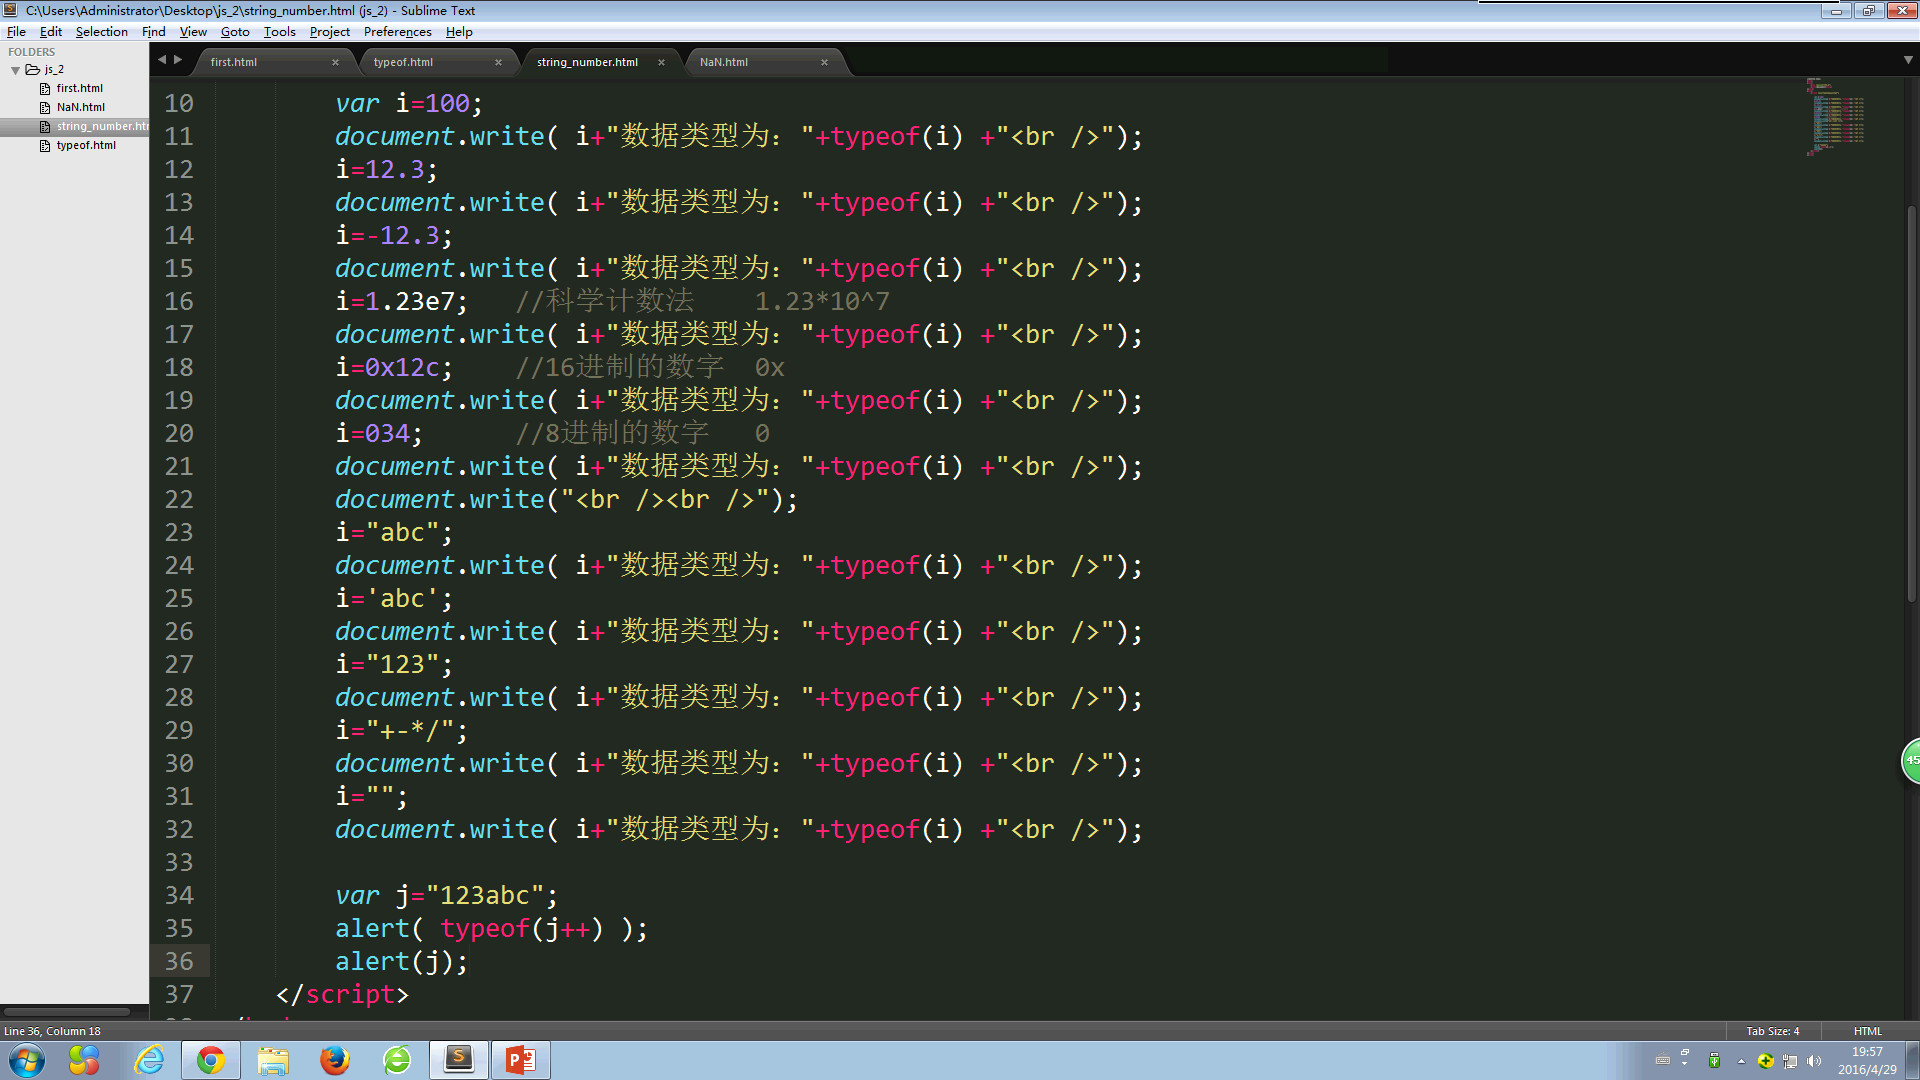 C:\Users\Administrator\Desktop\js_2\string_number.html (js_2) - Sublime Text
File Edit Selection Find View Goto Tools Project Preferences Help
FOLDERS
js_2
first.html
NaN.html
string_number.htm
typeof.html
first.html × typeof.html × string_number.html × NaN.html ×
10 var i=100;
11 document.write( i+"数据类型为："+typeof(i) +"<br />");
12 i=12.3;
13 document.write( i+"数据类型为："+typeof(i) +"<br />");
14 i=-12.3;
15 document.write( i+"数据类型为："+typeof(i) +"<br />");
16 i=1.23e7; //科学计数法 1.23*10^7
17 document.write( i+"数据类型为："+typeof(i) +"<br />");
18 i=0x12c; //16进制的数字 0x
19 document.write( i+"数据类型为："+typeof(i) +"<br />");
20 i=034; //8进制的数字 0
21 document.write( i+"数据类型为："+typeof(i) +"<br />");
22 document.write("<br /><br />");
23 i="abc";
24 document.write( i+"数据类型为："+typeof(i) +"<br />");
25 i='abc';
26 document.write( i+"数据类型为："+typeof(i) +"<br />");
27 i="123";
28 document.write( i+"数据类型为："+typeof(i) +"<br />");
29 i="+-*/";
30 document.write( i+"数据类型为："+typeof(i) +"<br />");
31 i="";
32 document.write( i+"数据类型为："+typeof(i) +"<br />");
33
34 var j="123abc";
35 alert( typeof(j++) );
36 alert(j);
37 </script>
45
Line 36, Column 18
Tab Size: 4
HTML
19:57
2016/4/29